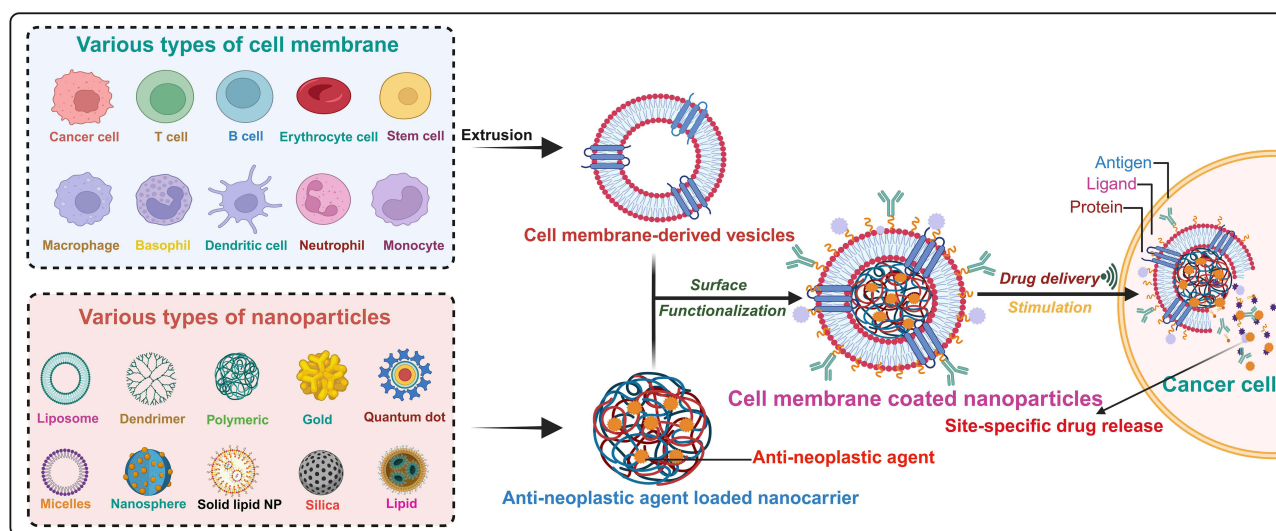 Various types of cell membrane
Cancer cell
T cell
B cell
Erythrocyte cell
Stem cell
Macrophage
Basophil
Dendritic cell
Neutrophil
Monocyte
Extrusion
Cell membrane-derived vesicles
Various types of nanoparticles
Liposome
Dendrimer
Polymeric
Gold
Quantum dot
Micelles
Nanosphere
Solid lipid NP
Silica
Lipid
Anti-neoplastic agent
Anti-neoplastic agent loaded nanocarrier
Surface
Functionalization
Cell membrane coated nanoparticles
Drug delivery
Stimulation
Antigen
Ligand
Protein
Cancer cell
Site-specific drug release